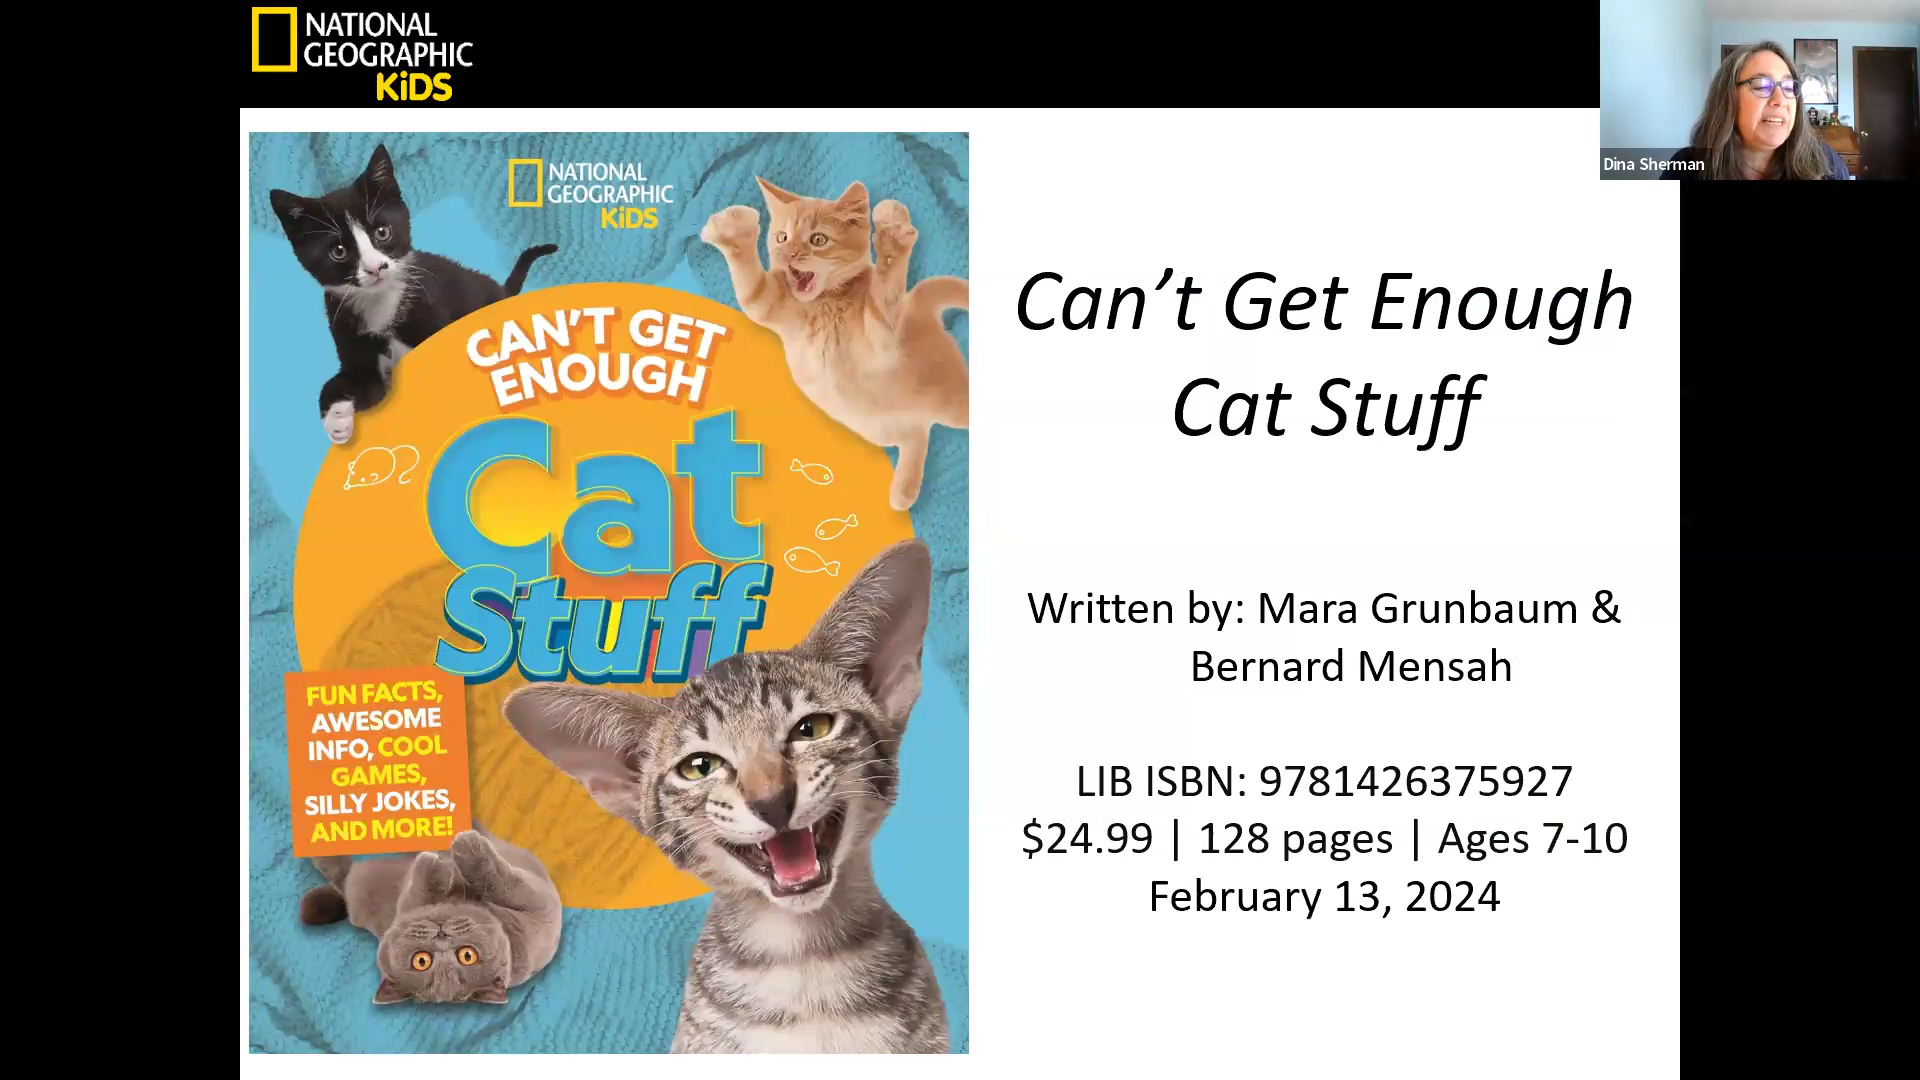 NATIONAL
GEOGRAPHIC
KiDS
Dina Sherman
NATIONAL
GEOGRAPHIC
KiDS
CAN'T GET
ENOUGH
Cat
Stuff
FUN FACTS,
AWESOME
INFO, COOL
GAMES,
SILLY JOKES,
AND MORE!
Can’t Get Enough
Cat Stuff
Written by: Mara Grunbaum &
Bernard Mensah
LIB ISBN: 9781426375927
$24.99 | 128 pages | Ages 7-10
February 13, 2024